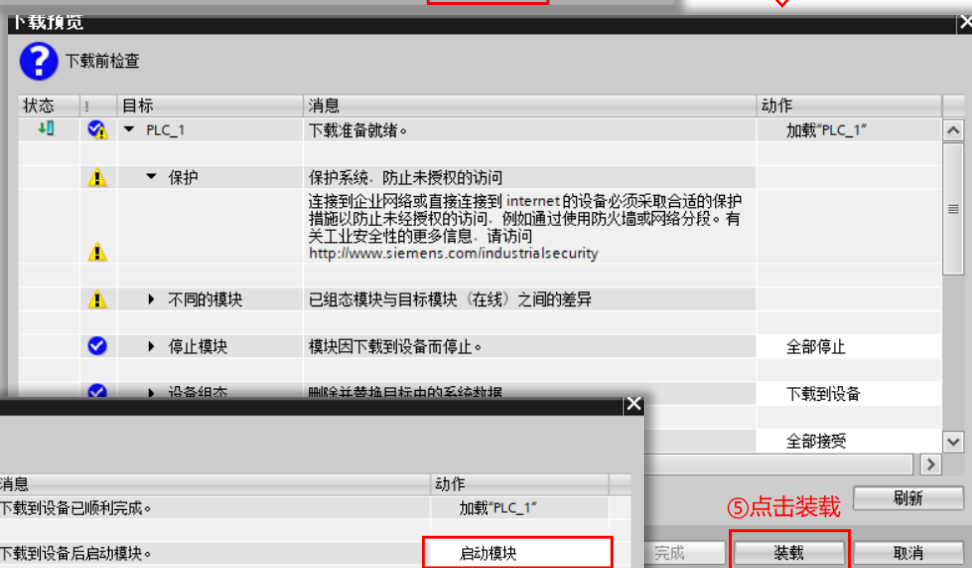 下载预览
下载前检查
状态 ! 目标 消息 动作
PLC_1 下载准备就绪。 加载"PLC_1"
保护 保护系统，防止未授权的访问
连接到企业网络或直接连接到 internet 的设备必须采取合适的保护
措施以防止未经授权的访问，例如通过使用防火墙或网络分段。有
关工业安全性的更多信息，请访问
http://www.siemens.com/industrialsecurity
不同的模块 已组态模块与目标模块（在线）之间的差异
停止模块 模块因下载到设备而停止。 全部停止
设备组态 删除并替换目标中的系统数据 下载到设备
全部接受
刷新
⑤点击装载
完成 装载 取消
消息 动作
下载到设备已顺利完成。 加载"PLC_1"
下载到设备后启动模块。 启动模块